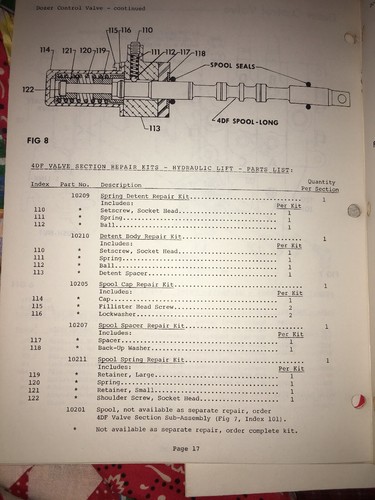 Dozer Control Valve - continued
115 116 110
114 121 120 119 111 112 117 118
SPOOL SEALS
122
4DF SPOOL-LONG
113
FIG 8
4DF VALVE SECTION REPAIR KITS - HYDRAULIC LIFT - PARTS LIST:
Index Part No. Description Quantity Per Section
10209 Spring Detent Repair Kit................................ 1
Includes: Per Kit
110 * Setscrew, Socket Head........................ 1
111 * Spring....................................... 1
112 * Ball......................................... 1
10210 Detent Body Repair Kit.................................. 1
Includes: Per Kit
110 * Setscrew, Socket Head........................ 1
111 * Spring....................................... 1
112 * Ball......................................... 1
113 * Detent Spacer................................ 1
10205 Spool Cap Repair Kit.................................... 1
Includes: Per Kit
114 * Cap.......................................... 1
115 * Fillister Head Screw......................... 2
116 * Lockwasher................................... 2
10207 Spool Spacer Repair Kit................................. 1
Includes: Per Kit
117 * Spacer....................................... 1
118 * Back-Up Washer............................... 1
10211 Spool Spring Repair Kit................................. 1
Includes: Per Kit
119 * Retainer, Large.............................. 1
120 * Spring....................................... 1
121 * Retainer, Small.............................. 1
122 * Shoulder Screw, Socket Head.................. 1
10201 Spool, not available as separate repair, order
4DF Valve Section Sub-Assembly (Fig 7, Index 101).
* Not available as separate repair, order complete kit.
Page 17